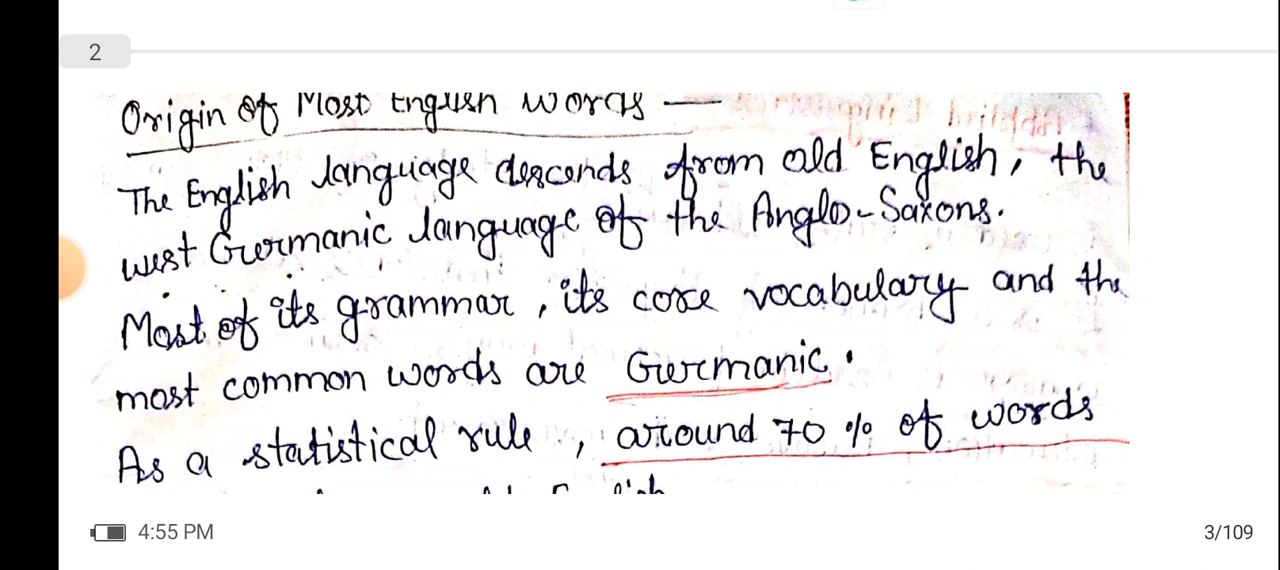 2
Origin of Most English words —
The English language descends from old English, the
west Germanic language of the Anglo-Saxons.
Most of its grammar, its core vocabulary and the
most common words are Germanic.
As a statistical rule, around 70 % of words
4:55 PM
3/109